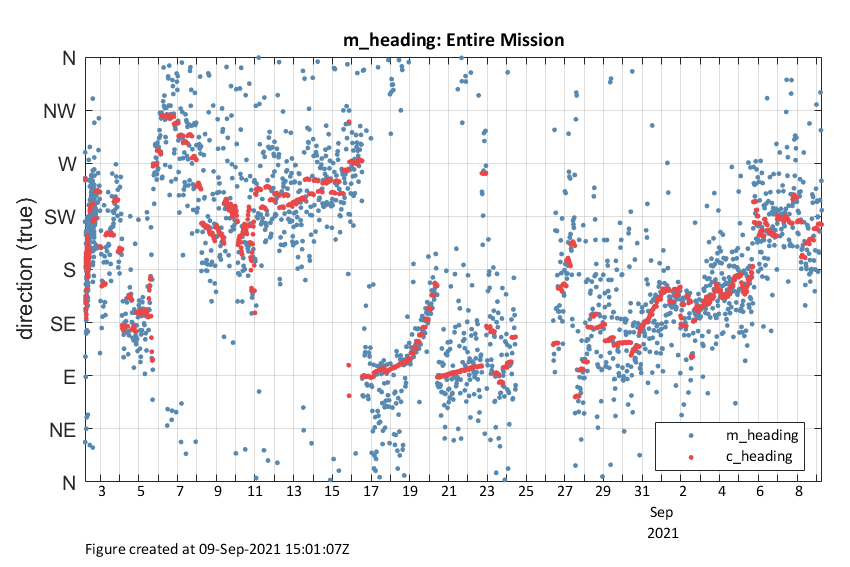 m_heading: Entire Mission
direction (true)
N
NW
W
SW
S
SE
E
NE
N
3 5 7 9 11 13 15 17 19 21 23 25 27 29 31 2 4 6 8
Sep
2021
m_heading
c_heading
Figure created at 09-Sep-2021 15:01:07Z